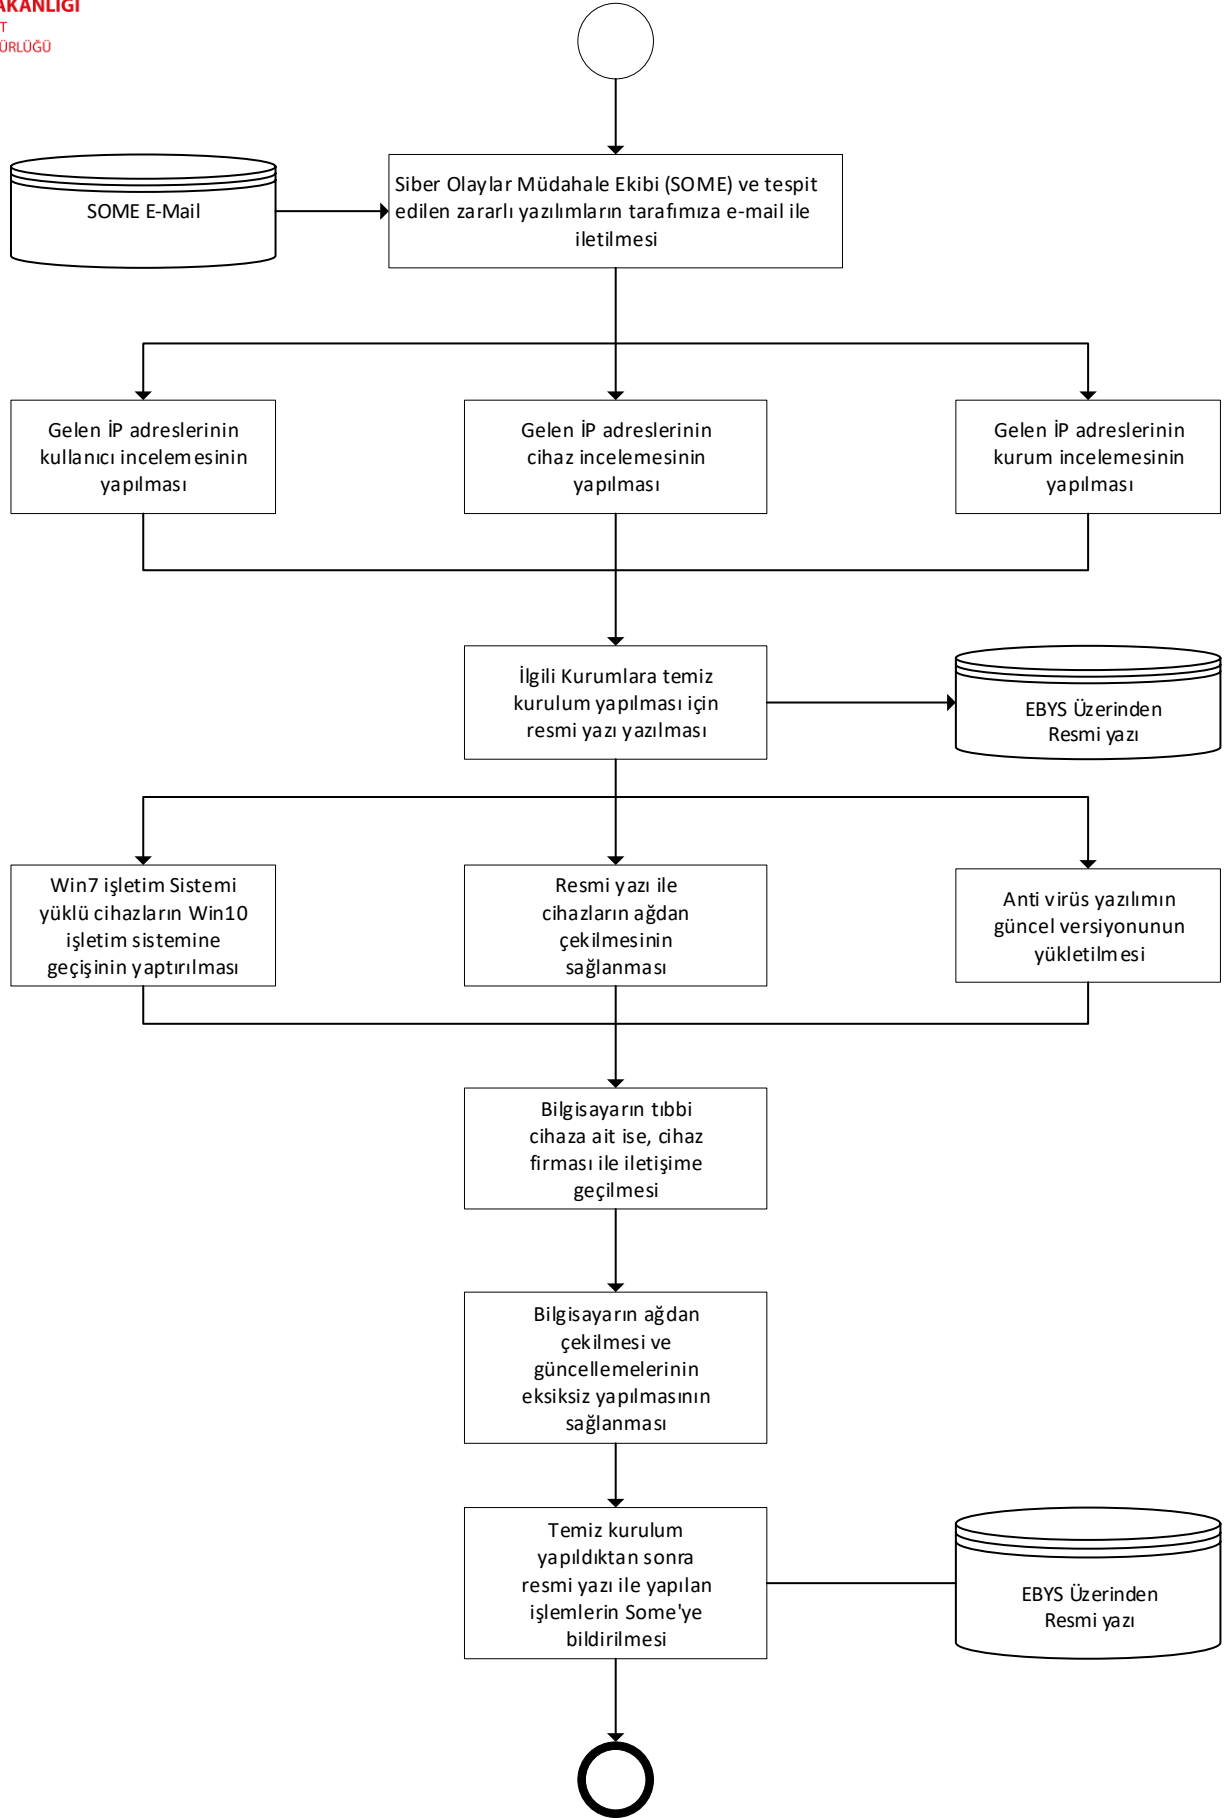 AKANLIĞI
T
ÜRLÜĞÜ
SOME E-Mail
Siber Olaylar Müdahale Ekibi (SOME) ve tespit
edilen zararlı yazılımların tarafımıza e-mail ile
iletilmesi
Gelen İP adreslerinin
kullanıcı incelemesinin
yapılması
Gelen İP adreslerinin
cihaz incelemesinin
yapılması
Gelen İP adreslerinin
kurum incelemesinin
yapılması
İlgili Kurumlara temiz
kurulum yapılması için
resmi yazı yazılması
EBYS Üzerinden
Resmi yazı
Win7 işletim Sistemi
yüklü cihazların Win10
işletim sistemine
geçişinin yaptırılması
Resmi yazı ile
cihazların ağdan
çekilmesinin
sağlanması
Anti virüs yazılımın
güncel versiyonunun
yükletilmesi
Bilgisayarın tıbbi
cihaza ait ise, cihaz
firması ile iletişime
geçilmesi
Bilgisayarın ağdan
çekilmesi ve
güncellemelerinin
eksiksiz yapılmasının
sağlanması
Temiz kurulum
yapıldıktan sonra
resmi yazı ile yapılan
işlemlerin Some'ye
bildirilmesi
EBYS Üzerinden
Resmi yazı